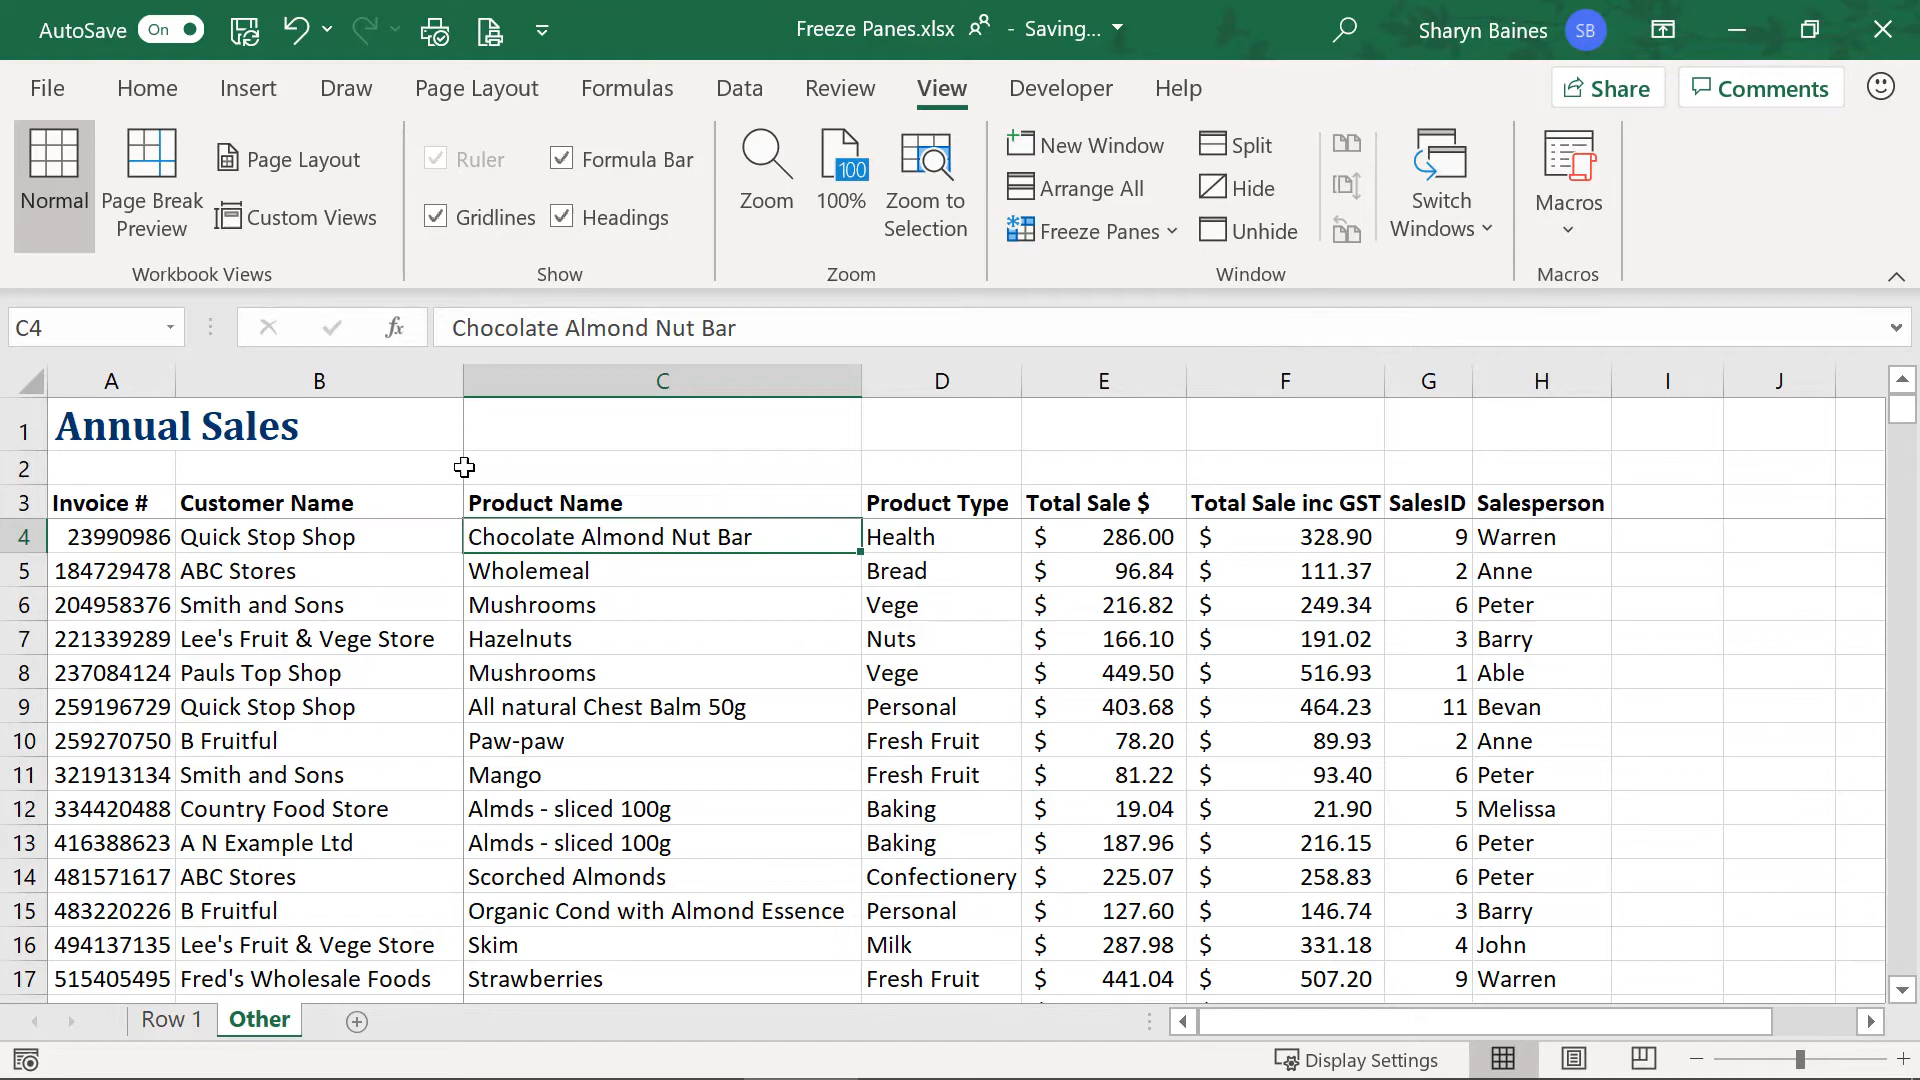 AutoSave On Freeze Panes.xlsx - Saving... Sharyn Baines SB
File Home Insert Draw Page Layout Formulas Data Review View Developer Help Share Comments
Normal
Page Break Preview
Page Layout
Custom Views
Workbook Views
Ruler Formula Bar
Gridlines Headings
Show
Zoom
100
100%
Zoom to Selection
Zoom
New Window
Arrange All
Freeze Panes
Split
Hide
Unhide
Window
Switch Windows
Macros
Macros
C4 fx Chocolate Almond Nut Bar
A B C D E F G H I J
1 Annual Sales
2
3 Invoice # Customer Name Product Name Product Type Total Sale $ Total Sale inc GST SalesID Salesperson
4 23990986 Quick Stop Shop Chocolate Almond Nut Bar Health $ 286.00 $ 328.90 9 Warren
5 184729478 ABC Stores Wholemeal Bread $ 96.84 $ 111.37 2 Anne
6 204958376 Smith and Sons Mushrooms Vege $ 216.82 $ 249.34 6 Peter
7 221339289 Lee's Fruit & Vege Store Hazelnuts Nuts $ 166.10 $ 191.02 3 Barry
8 237084124 Pauls Top Shop Mushrooms Vege $ 449.50 $ 516.93 1 Able
9 259196729 Quick Stop Shop All natural Chest Balm 50g Personal $ 403.68 $ 464.23 11 Bevan
10 259270750 B Fruitful Paw-paw Fresh Fruit $ 78.20 $ 89.93 2 Anne
11 321913134 Smith and Sons Mango Fresh Fruit $ 81.22 $ 93.40 6 Peter
12 334420488 Country Food Store Almds - sliced 100g Baking $ 19.04 $ 21.90 5 Melissa
13 416388623 A N Example Ltd Almds - sliced 100g Baking $ 187.96 $ 216.15 6 Peter
14 481571617 ABC Stores Scorched Almonds Confectionery $ 225.07 $ 258.83 6 Peter
15 483220226 B Fruitful Organic Cond with Almond Essence Personal $ 127.60 $ 146.74 3 Barry
16 494137135 Lee's Fruit & Vege Store Skim Milk $ 287.98 $ 331.18 4 John
17 515405495 Fred's Wholesale Foods Strawberries Fresh Fruit $ 441.04 $ 507.20 9 Warren
Row 1 Other
Display Settings